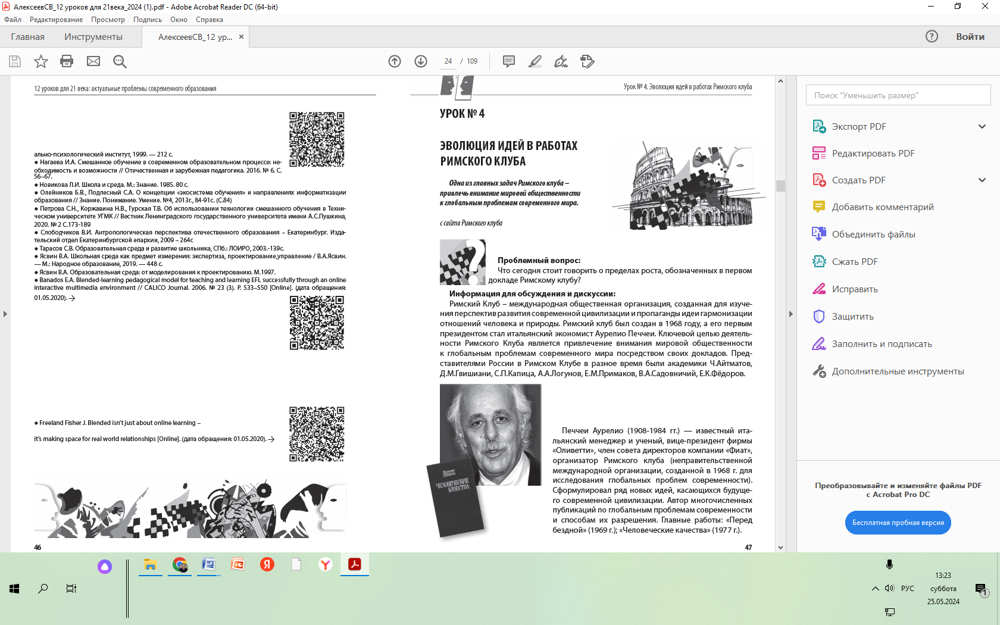 АлексеевСВ_12 уроков для 21века_2024 (1).pdf - Adobe Acrobat Reader DC (64-bit)
Файл Редактирование Просмотр Подпись Окно Справка
Главная Инструменты АлексеевСВ_12 ур... × Войти
24 / 109
12 уроков для 21 века: актуальные проблемы современного образования
ально-психологический институт, 1999. — 212 с.
● Нагаева И.А. Смешанное обучение в современном образовательном процессе: не-
обходимость и возможности // Отечественная и зарубежная педагогика. 2016. № 6. С.
56–67.
● Новикова Л.И. Школа и среда. М.: Знание. 1985. 80 с.
● Олейников Б.В., Подлесный С.А. О концепции «экосистема обучения» и направлениях информатизации
образования // Знание. Понимание. Умение. №4, 2013г., 84-91с. (С.84)
● Петрова С.Н., Коржавина Н.В., Гурская Т.В. Об использовании технологии смешанного обучения в Техни-
ческом университете УГМК // Вестник Ленинградского государственного университета имени А.С.Пушкина,
2020. № 2 С.173-189
● Слободчиков В.И. Антропологическая перспектива отечественного образования – Екатеринбург. Изда-
тельский отдел Екатеринбургской епархии, 2009 – 264с
● Тарасов С.В. Образовательная среда и развитие школьника, СПб.: ЛОИРО, 2003.-139с.
● Ясвин В.А. Школьная среда как предмет измерения: экспертиза, проектирование,управление / В.А.Ясвин.
— М.: Народное образование, 2019. — 448 с.
● Ясвин В.А. Образовательная среда: от моделирования к проектированию. М.1997.
● Banados E.A. Blended-learning pedagogical model for teaching and learning EFL successfully through an online
interactive multimedia environment // CALICO Journal. 2006. № 23 (3). P. 533–550 [Online]. (дата обращения:
01.05.2020). →
● Freeland Fisher J. Blended isn't just about online learning –
it's making space for real world relationships [Online]. (дата обращения: 01.05.2020). →
46
Урок № 4. Эволюция идей в работах Римского клуба
УРОК № 4
ЭВОЛЮЦИЯ ИДЕЙ В РАБОТАХ
РИМСКОГО КЛУБА
Одна из главных задач Римского клуба –
привлечь внимание мировой общественности
к глобальным проблемам современного мира.
с сайта Римского клуба
Проблемный вопрос:
Что сегодня стоит говорить о пределах роста, обозначенных в первом
докладе Римскому клубу?
Информация для обсуждения и дискуссии:
Римский Клуб – международная общественная организация, созданная для изуче-
ния перспектив развития современной цивилизации и пропаганды идеи гармонизации
отношений человека и природы. Римский клуб был создан в 1968 году, а его первым
президентом стал итальянский экономист Аурелио Печчеи. Ключевой целью деятель-
ности Римского Клуба является привлечение внимания мировой общественности
к глобальным проблемам современного мира посредством своих докладов. Пред-
ставителями России в Римском Клубе в разное время были академики Ч.Айтматов,
Д.М.Гвишиани, С.П.Капица, А.А.Логунов, Е.М.Примаков, В.А.Садовничий, Е.К.Фёдоров.
Аурелио
Печчеи
ЧЕЛОВЕЧЕСКИЕ
КАЧЕСТВА
Печчеи Аурелио (1908-1984 гг.) — известный ита-
льянский менеджер и ученый, вице-президент фирмы
«Оливетти», член совета директоров компании «Фиат»,
организатор Римского клуба (неправительственной
международной организации, созданной в 1968 г. для
исследования глобальных проблем современности).
Сформулировал ряд новых идей, касающихся будуще-
го современной цивилизации. Автор многочисленных
публикаций по глобальным проблемам современности
и способам их разрешения. Главные работы: «Перед
бездной» (1969 г.); «Человеческие качества» (1977 г.).
47
Поиск "Уменьшить размер"
Экспорт PDF
Редактировать PDF
Создать PDF
Добавить комментарий
Объединить файлы
Сжать PDF
Исправить
Защитить
Заполнить и подписать
Дополнительные инструменты
Преобразовывайте и изменяйте файлы PDF
с Acrobat Pro DC
Бесплатная пробная версия
13:23
РУС суббота
25.05.2024
1